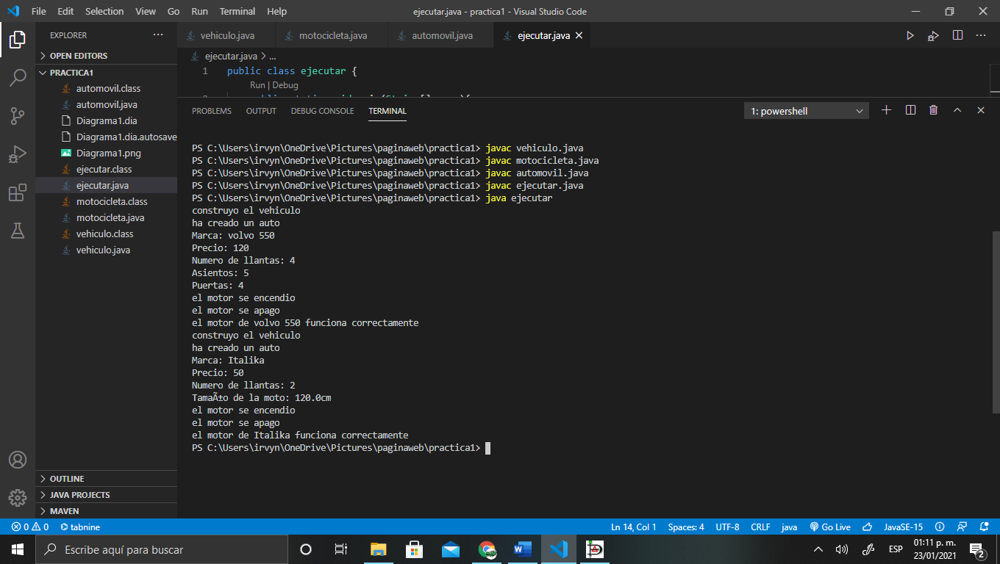 File Edit Selection View Go Run Terminal Help ejecutar.java - practica1 - Visual Studio Code
EXPLORER
vehiculo.java motocicleta.java automovil.java ejecutar.java
OPEN EDITORS
ejecutar.java > ...
PRACTICA1
1 public class ejecutar {
Run | Debug
automovil.class
automovil.java
Diagrama1.dia
Diagrama1.dia.autosave
Diagrama1.png
ejecutar.class
ejecutar.java
motocicleta.class
motocicleta.java
vehiculo.class
vehiculo.java
OUTLINE
JAVA PROJECTS
MAVEN
PROBLEMS OUTPUT DEBUG CONSOLE TERMINAL 1: powershell
PS C:\Users\irvyn\OneDrive\Pictures\paginaweb\practica1> javac vehiculo.java
PS C:\Users\irvyn\OneDrive\Pictures\paginaweb\practica1> javac motocicleta.java
PS C:\Users\irvyn\OneDrive\Pictures\paginaweb\practica1> javac automovil.java
PS C:\Users\irvyn\OneDrive\Pictures\paginaweb\practica1> javac ejecutar.java
PS C:\Users\irvyn\OneDrive\Pictures\paginaweb\practica1> java ejecutar
construyo el vehiculo
ha creado un auto
Marca: volvo 550
Precio: 120
Numero de llantas: 4
Asientos: 5
Puertas: 4
el motor se encendio
el motor se apago
el motor de volvo 550 funciona correctamente
construyo el vehiculo
ha creado un auto
Marca: Italika
Precio: 50
Numero de llantas: 2
TamaÃ±o de la moto: 120.0cm
el motor se encendio
el motor se apago
el motor de Italika funciona correctamente
PS C:\Users\irvyn\OneDrive\Pictures\paginaweb\practica1>
0 0 tabnine Ln 14, Col 1 Spaces: 4 UTF-8 CRLF java Go Live JavaSE-15
Escribe aquí para buscar
ESP
01:11 p. m.
23/01/2021
2